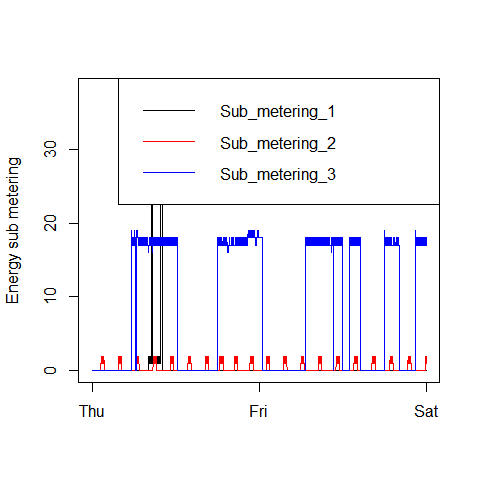 Sub_metering_1
Sub_metering_2
Sub_metering_3
Energy sub metering
30
20
10
0
Thu Fri Sat